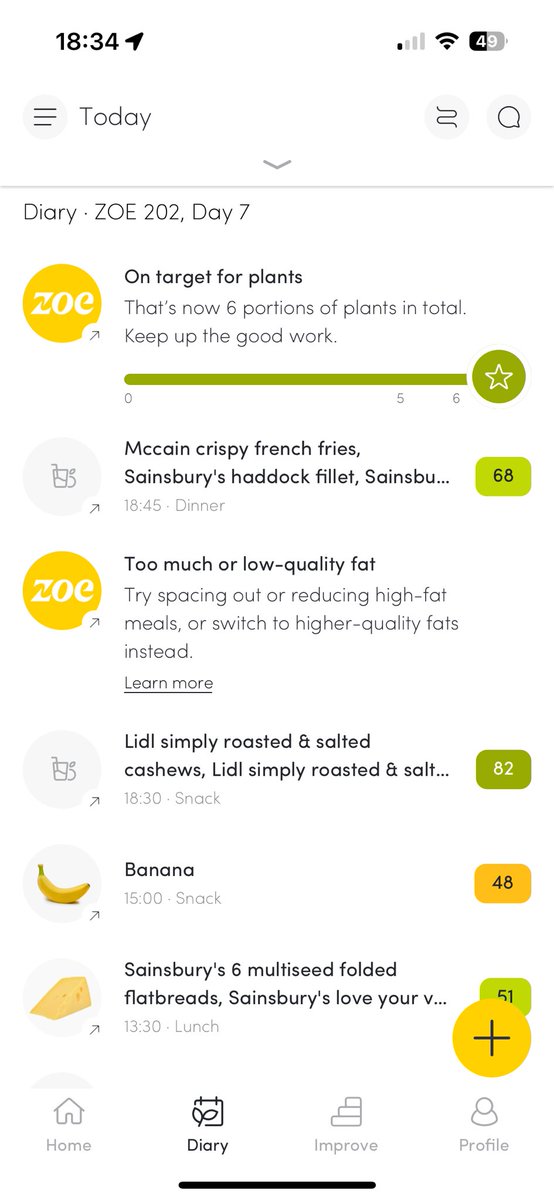 18:34
49
Today
Diary · ZOE 202, Day 7
ZOE
On target for plants
That's now 6 portions of plants in total.
Keep up the good work.
0 5 6
Mccain crispy french fries,
Sainsbury's haddock fillet, Sainsbu...
68
18:45 · Dinner
ZOE
Too much or low-quality fat
Try spacing out or reducing high-fat
meals, or switch to higher-quality fats
instead.
Learn more
Lidl simply roasted & salted
cashews, Lidl simply roasted & salt...
82
18:30 · Snack
Banana
48
15:00 · Snack
Sainsbury's 6 multiseed folded
flatbreads, Sainsbury's love your v...
51
13:30 · Lunch
Home Diary Improve Profile